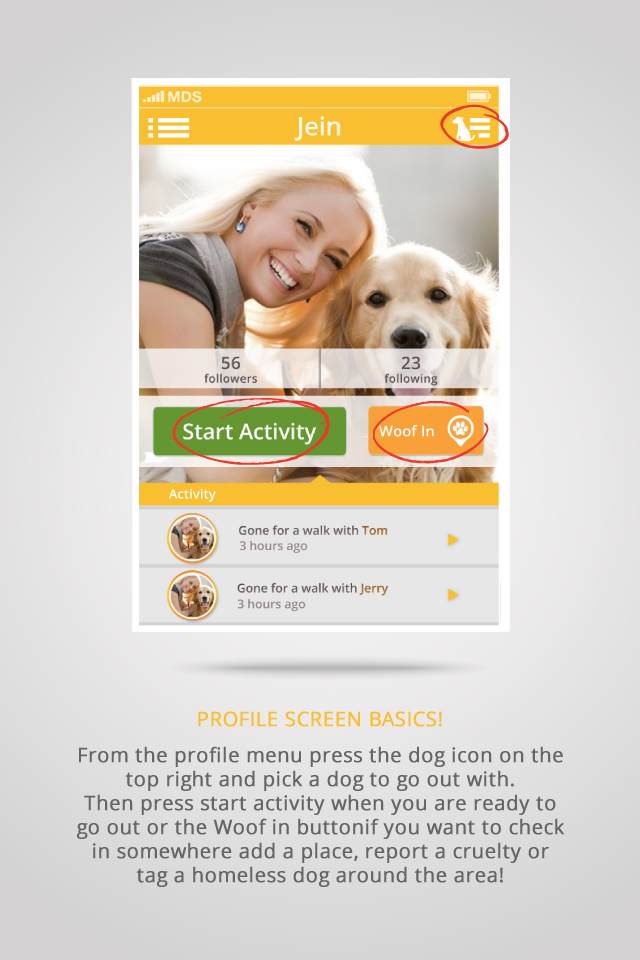 MDS
Jein
56
followers
23
following
Start Activity
Woof In
Activity
Gone for a walk with Tom
3 hours ago
Gone for a walk with Jerry
3 hours ago
PROFILE SCREEN BASICS!
From the profile menu press the dog icon on the
top right and pick a dog to go out with.
Then press start activity when you are ready to
go out or the Woof in buttonif you want to check
in somewhere add a place, report a cruelty or
tag a homeless dog around the area!